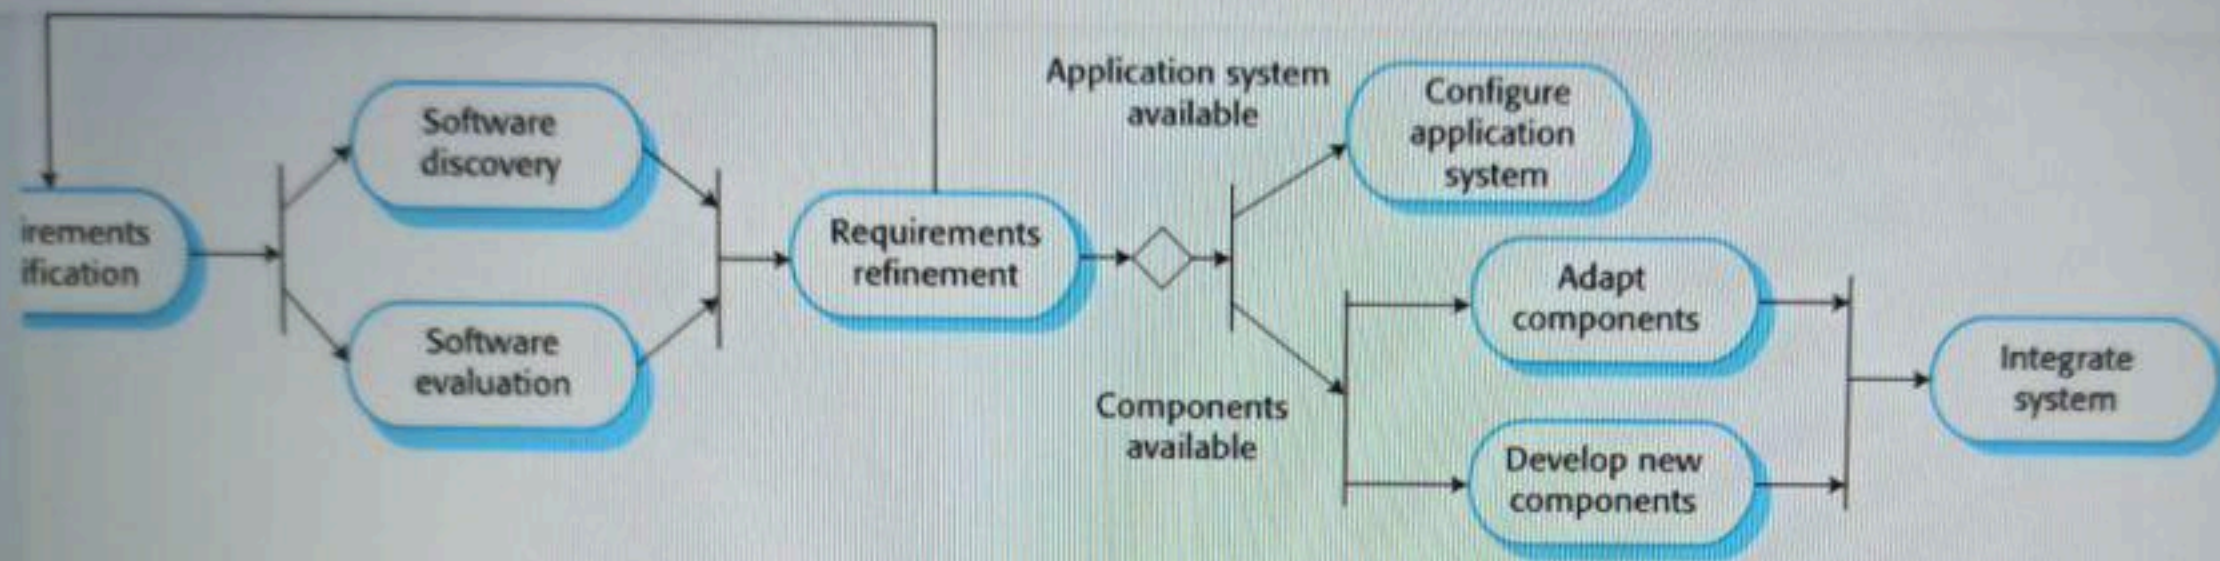 irements
ification
Software
discovery
Software
evaluation
Requirements
refinement
Application system
available
Components
available
Configure
application
system
Adapt
components
Develop new
components
Integrate
system